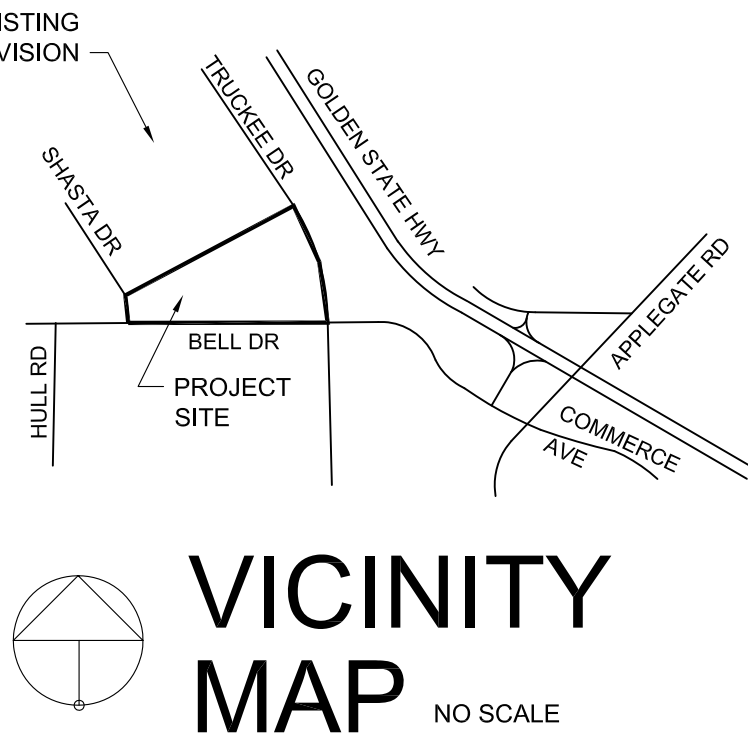 ISTING
VISION
TRUCKEE DR
GOLDEN STATE HWY
SHASTA DR
APPLEGATE RD
BELL DR
HULL RD
PROJECT
SITE
COMMERCE
AVE
VICINITY
MAP
NO SCALE